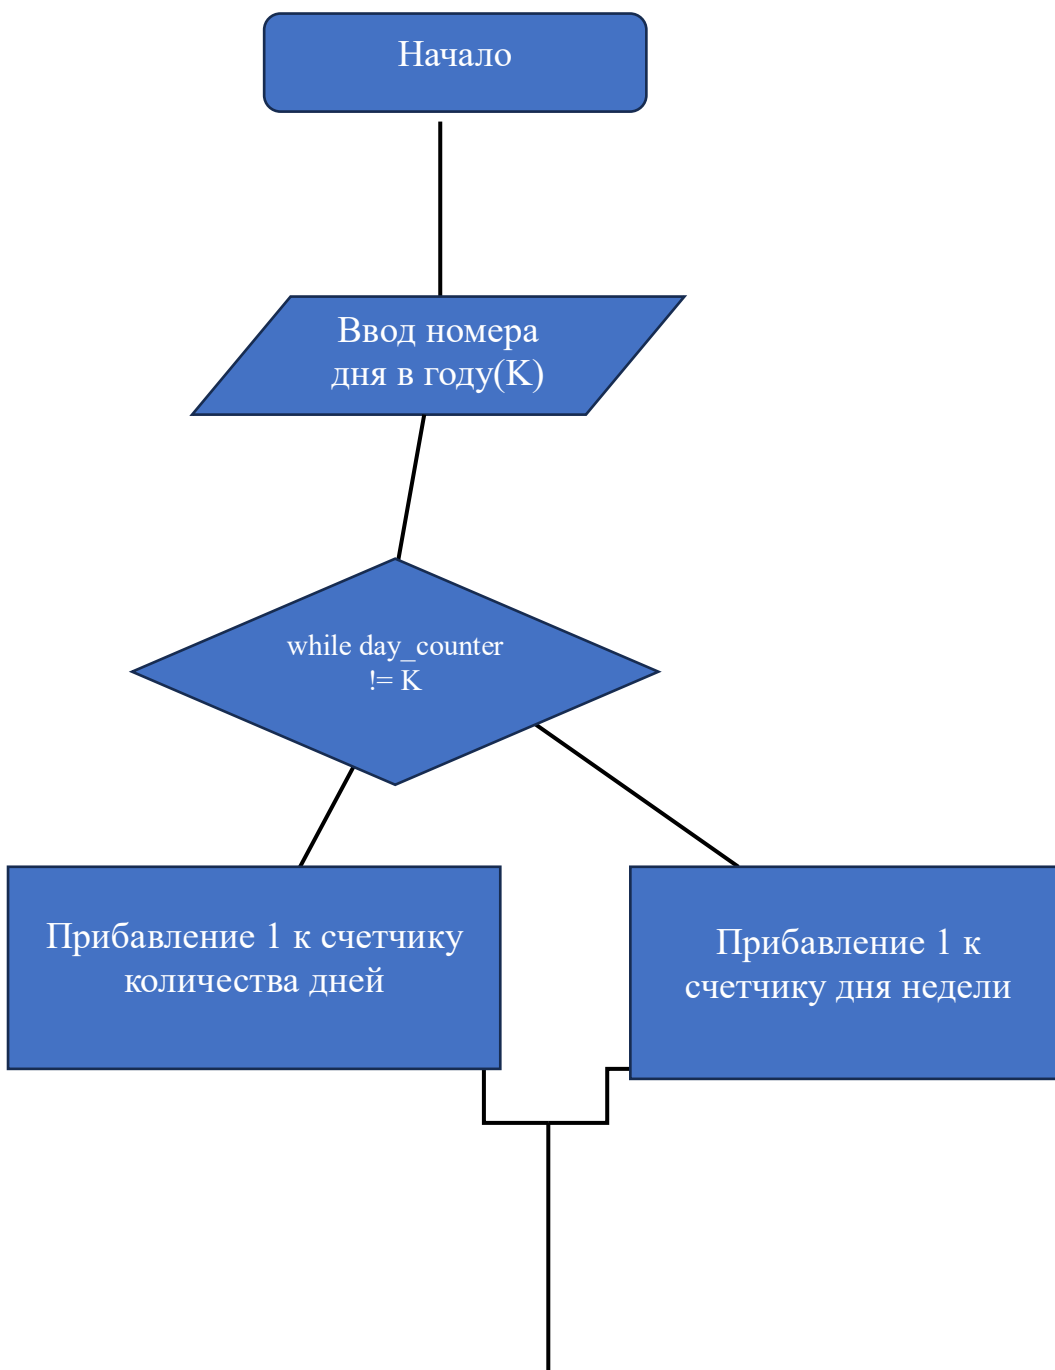 Начало
Ввод номера
дня в году(K)
while day_counter
!= K
Прибавление 1 к счетчику
количества дней
Прибавление 1 к
счетчику дня недели